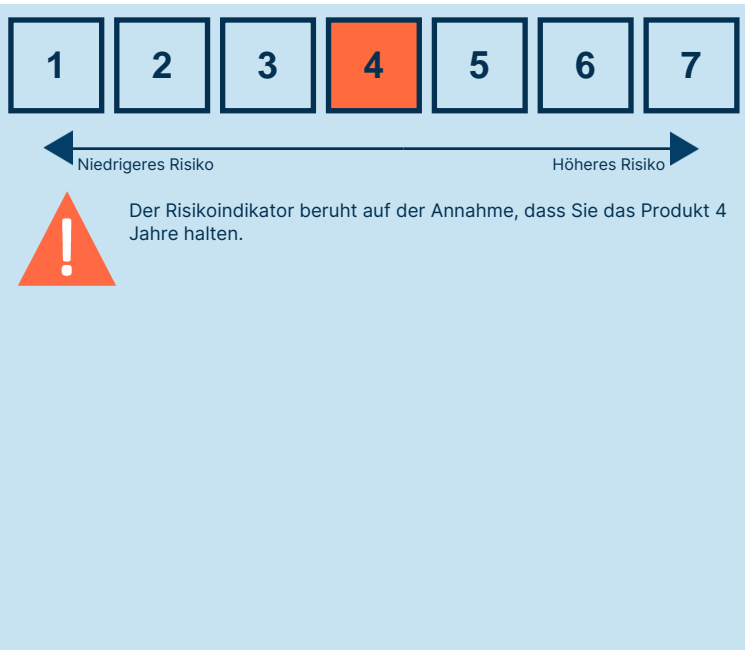 1 2 3 4 5 6 7
Niedrigeres Risiko Höheres Risiko
! Der Risikoindikator beruht auf der Annahme, dass Sie das Produkt 4
Jahre halten.